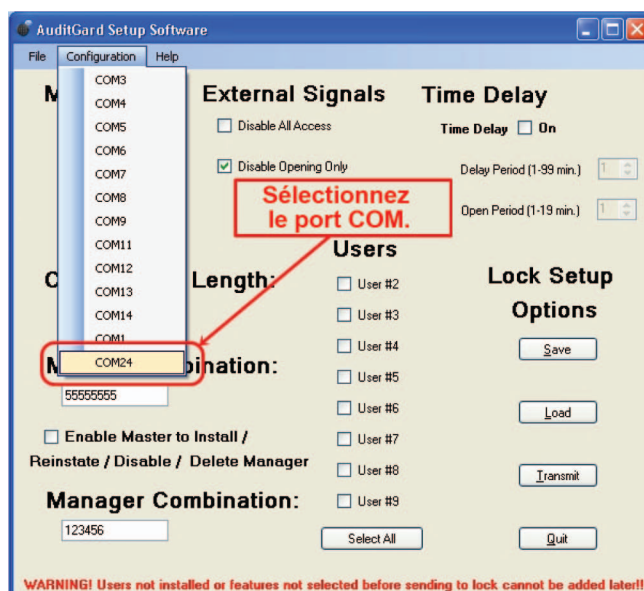 AuditGard Setup Software
File Configuration Help
COM3
COM4
COM5
COM6
COM7
COM8
COM9
COM11
COM12
COM13
COM14
COM1
COM24
M
External Signals
Disable All Access
Disable Opening Only
Time Delay
Time Delay On
Delay Period (1-99 min.) 1
Open Period (1-19 min.) 1
Sélectionnez
le port COM.
C Length:
M bination:
55555555
Enable Master to Install /
Reinstate / Disable / Delete Manager
Manager Combination:
123456
Users
User #2
User #3
User #4
User #5
User #6
User #7
User #8
User #9
Select All
Lock Setup
Options
Save
Load
Transmit
Quit
WARNING! Users not installed or features not selected before sending to lock cannot be added later!!